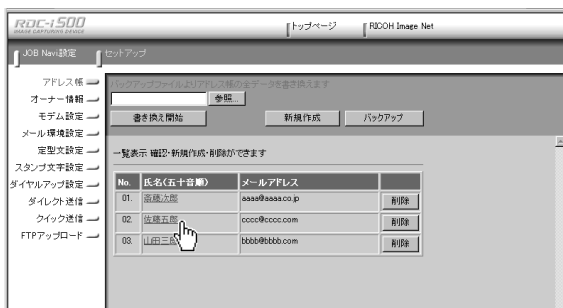 RDC-i500
IMAGE CAPTURING DEVICE
トップページ
RICOH Image Net
JOB Navi設定
セットアップ
アドレス帳
オーナー情報
モデム設定
メール環境設定
定型文設定
スタンプ文字設定
ダイヤルアップ設定
ダイレクト送信
クイック送信
FTPアップロード
バックアップファイルよりアドレス帳の全データを書き換えます
参照...
書き換え開始
新規作成
バックアップ
一覧表示 確認・新規作成・削除ができます
No. 氏名(五十音順) メールアドレス
01. 斎藤次郎 aaaa@aaaa.co.jp 削除
02. 佐藤五郎 cccc@cccc.com 削除
03. 山田三 bbbb@bbbb.com 削除